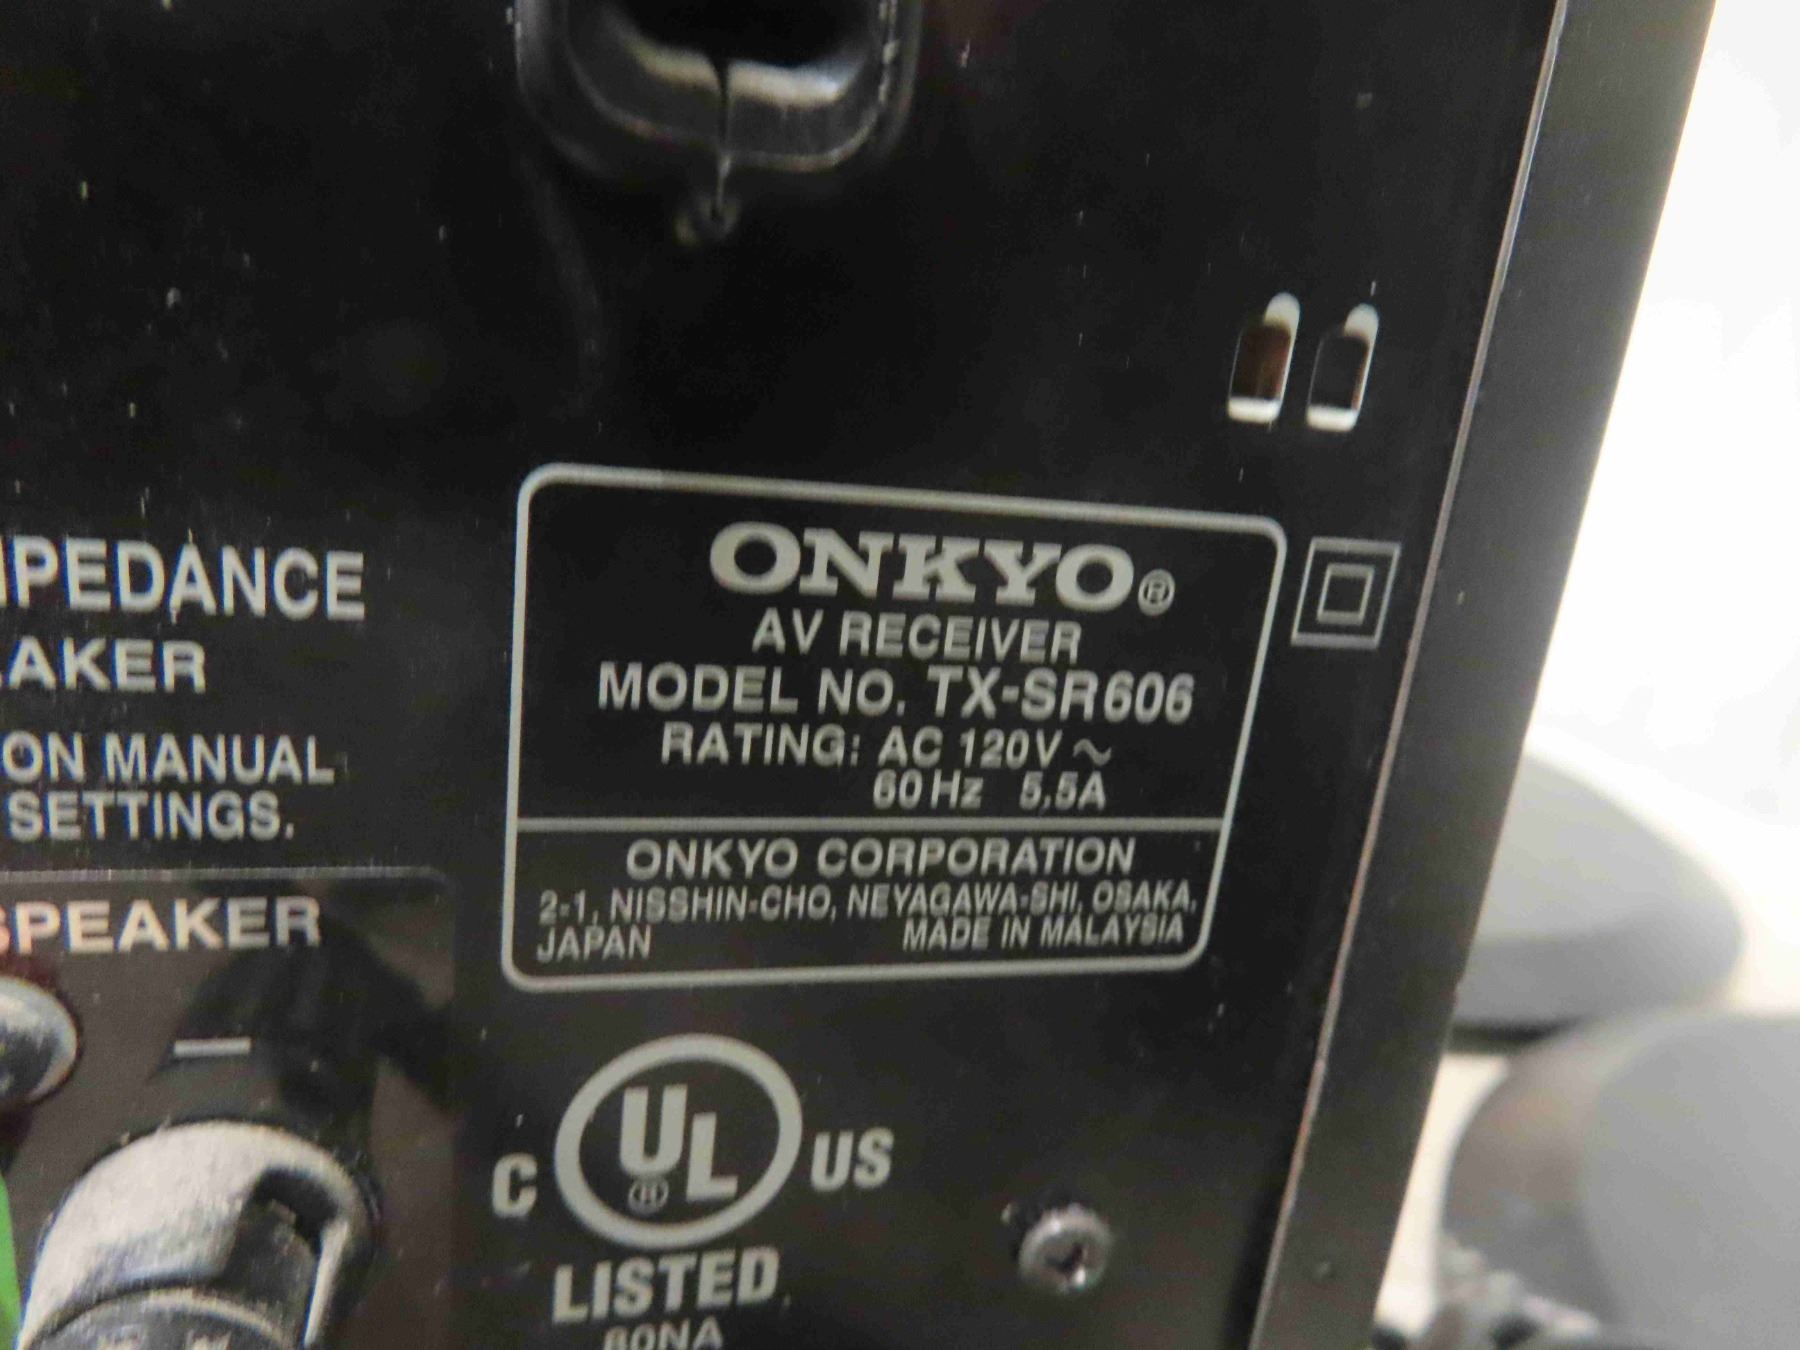 ONKYO®
AV RECEIVER
MODEL NO. TX-SR606
RATING: AC 120V ~
60 Hz 5.5A
ONKYO CORPORATION
2-1, NISSHIN-CHO, NEYAGAWA-SHI, OSAKA,
JAPAN MADE IN MALAYSIA
IPEDANCE
AKER
ON MANUAL
SETTINGS.
SPEAKER
–
C UL® US
LISTED
80NA